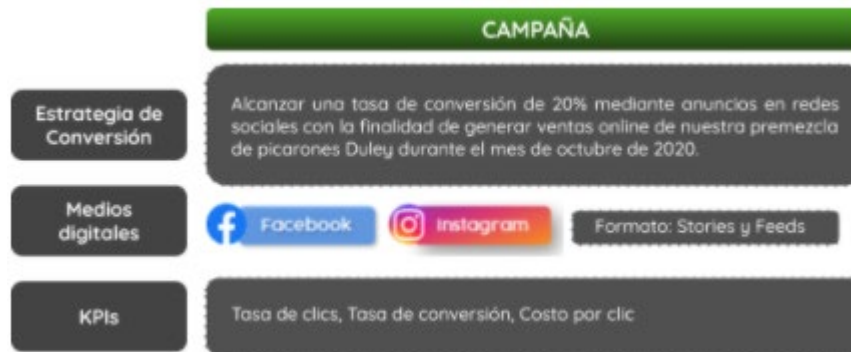 CAMPAÑA
Estrategia de
Conversión
Alcanzar una tasa de conversión de 20% mediante anuncios en redes
sociales con la finalidad de generar ventas online de nuestra premezcla
de picarones Duley durante el mes de octubre de 2020.
Medios
digitales
Facebook
Instagram
Formato: Stories y Feeds
KPIs
Tasa de clics, Tasa de conversión, Costo por clic